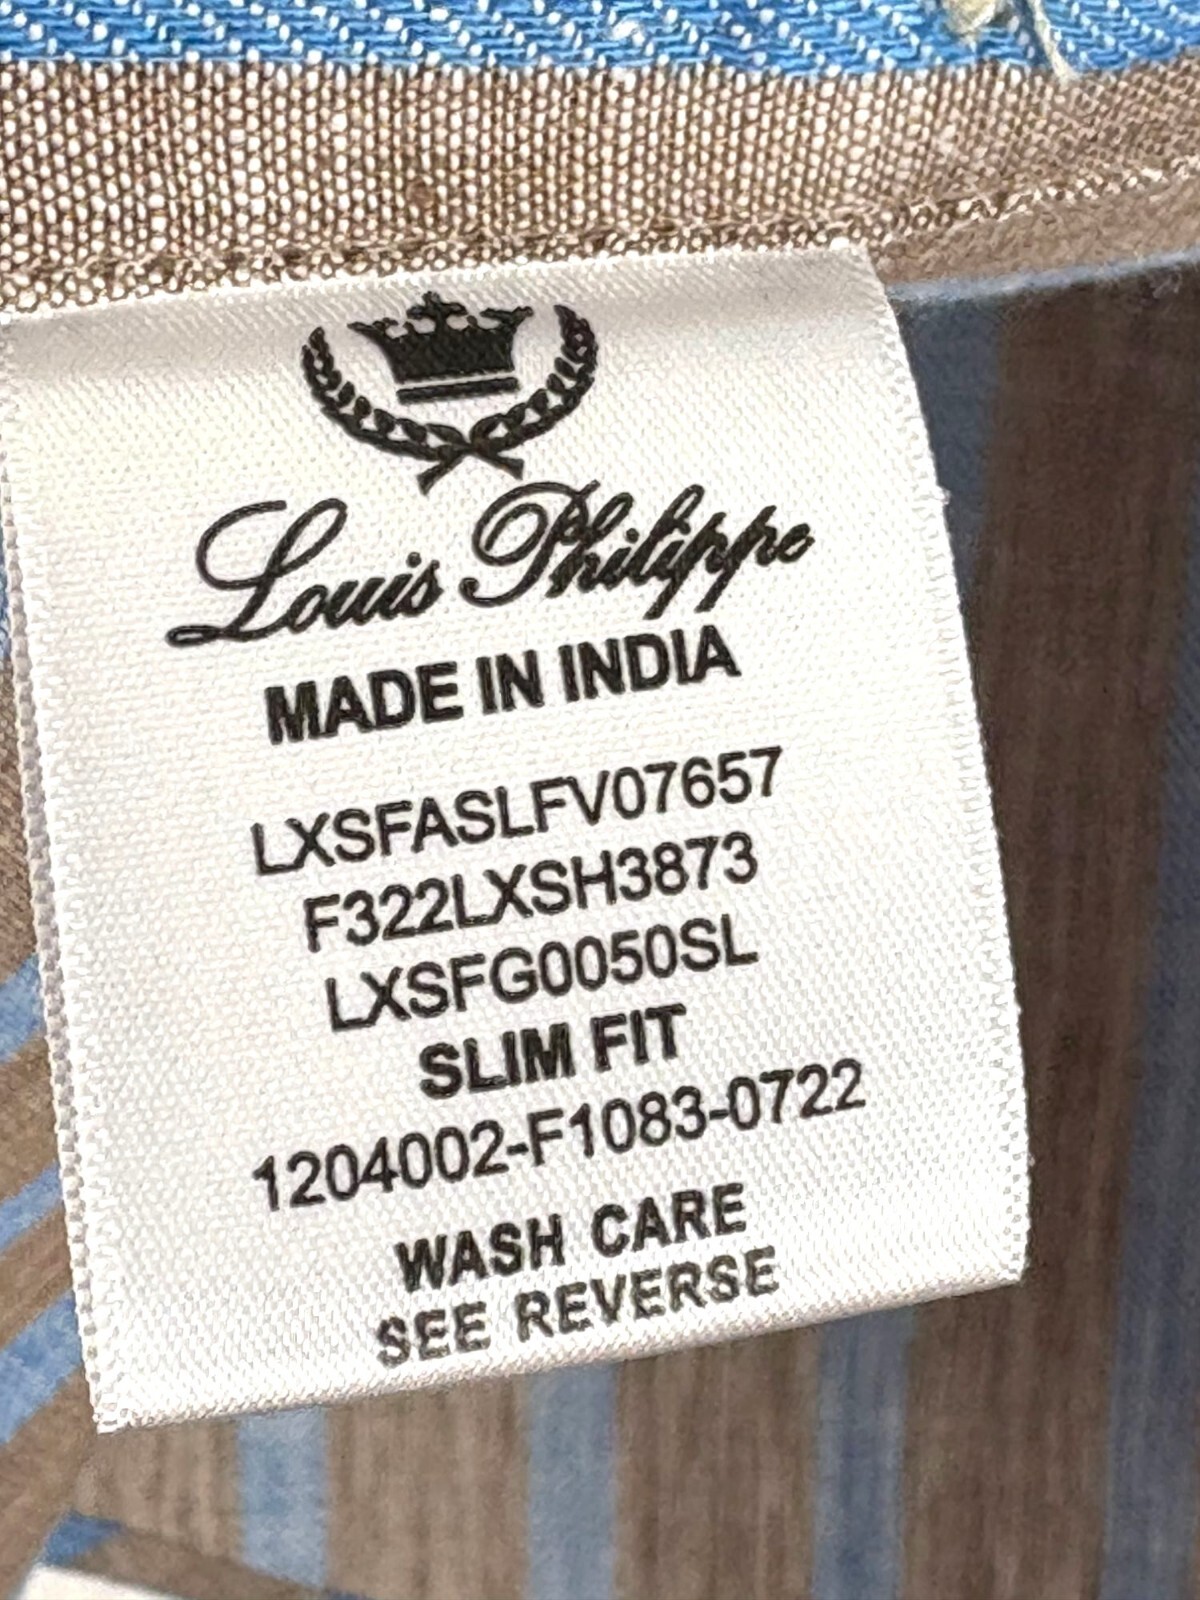 Louis Philippe
MADE IN INDIA
LXSFASLFV07657
F322LXSH3873
LXSFG0050SL
SLIM FIT
1204002-F1083-0722
WASH CARE
SEE REVERSE